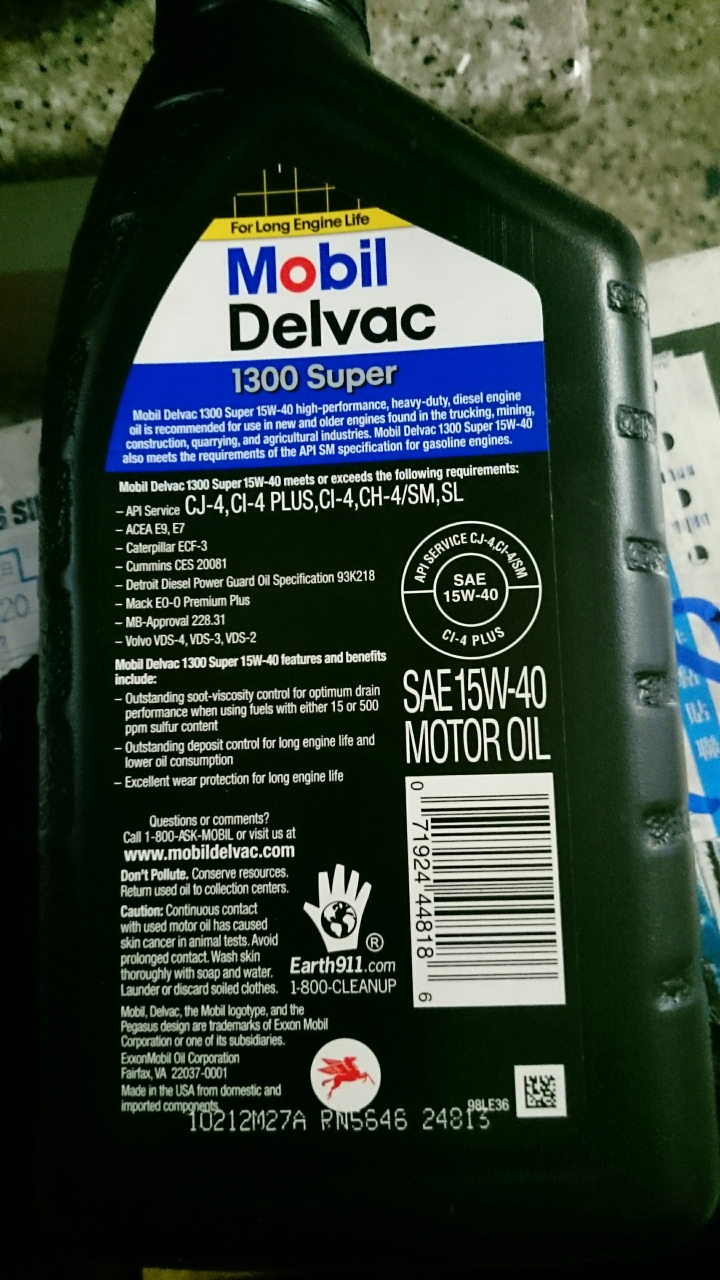 For Long Engine Life
Mobil
Delvac
1300 Super
Mobil Delvac 1300 Super 15W-40 high-performance, heavy-duty, diesel engine
oil is recommended for use in new and older engines found in the trucking, mining,
construction, quarrying, and agricultural industries. Mobil Delvac 1300 Super 15W-40
also meets the requirements of the API SM specification for gasoline engines.
Mobil Delvac 1300 Super 15W-40 meets or exceeds the following requirements:
– API Service CJ-4,CI-4 PLUS,CI-4,CH-4/SM,SL
– ACEA E9, E7
– Caterpillar ECF-3
– Cummins CES 20081
– Detroit Diesel Power Guard Oil Specification 93K218
– Mack EO-O Premium Plus
– MB-Approval 228.31
– Volvo VDS-4, VDS-3, VDS-2
API SERVICE CJ-4,CI-4/SM
SAE
15W-40
CI-4 PLUS
Mobil Delvac 1300 Super 15W-40 features and benefits
include:
– Outstanding soot-viscosity control for optimum drain
performance when using fuels with either 15 or 500
ppm sulfur content
– Outstanding deposit control for long engine life and
lower oil consumption
– Excellent wear protection for long engine life
SAE 15W-40
MOTOR OIL
0 71924 44818 6
Questions or comments?
Call 1-800-ASK-MOBIL or visit us at
www.mobildelvac.com
Don't Pollute. Conserve resources.
Return used oil to collection centers.
Caution: Continuous contact
with used motor oil has caused
skin cancer in animal tests. Avoid
prolonged contact. Wash skin
thoroughly with soap and water.
Launder or discard soiled clothes.
®
Earth911.com
1-800-CLEANUP
Mobil, Delvac, the Mobil logotype, and the
Pegasus design are trademarks of Exxon Mobil
Corporation or one of its subsidiaries.
ExxonMobil Oil Corporation
Fairfax, VA 22037-0001
Made in the USA from domestic and
imported components.
98LE36
10212M27A RN5646 24813